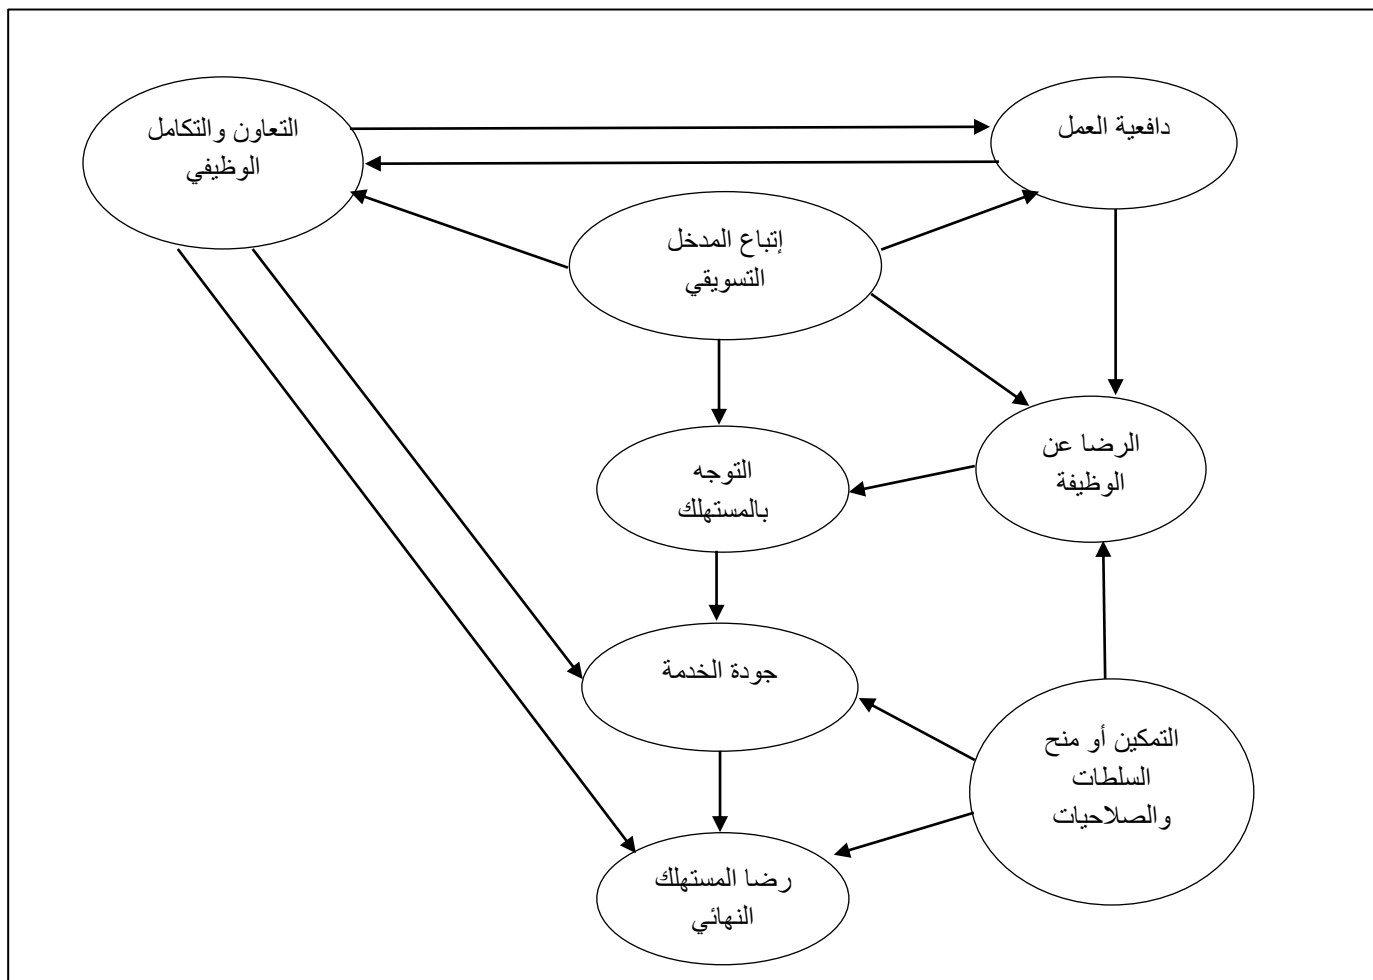 دافعية العمل
التعاون والتكامل
الوظيفي
إتباع المدخل
التسويقي
الرضا عن
الوظيفة
التوجه
بالمستهلك
جودة الخدمة
التمكين أو منح
السلطات
والصلاحيات
رضا المستهلك
النهائي